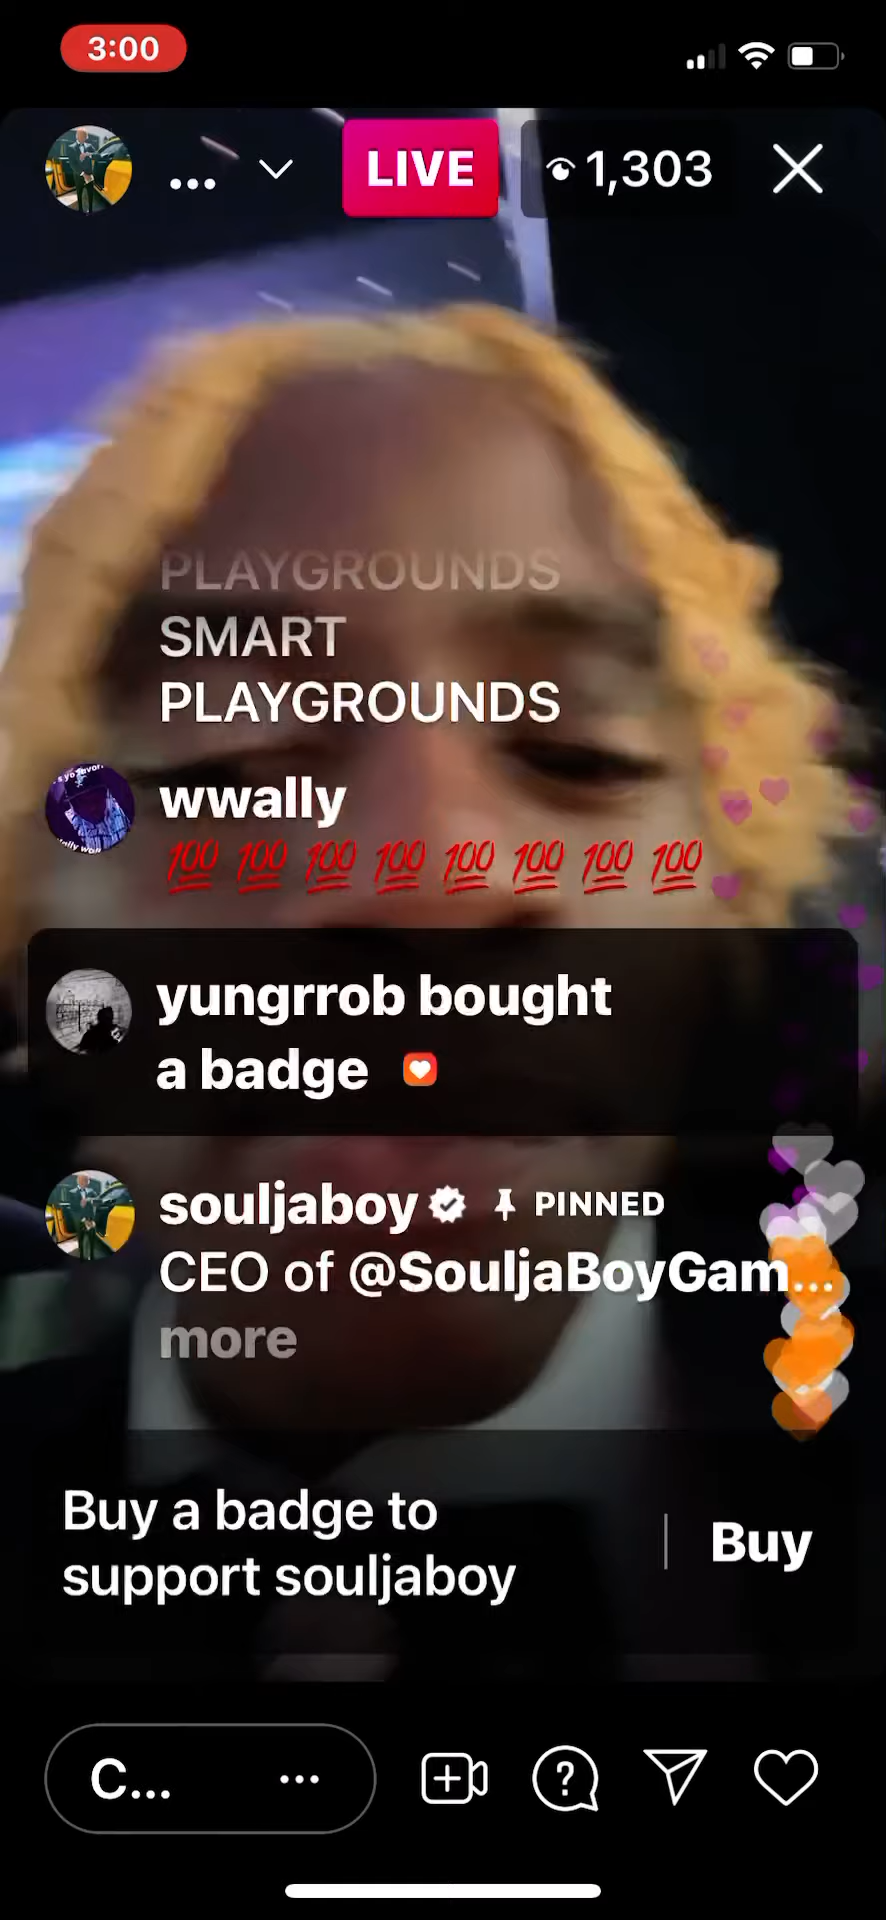 3:00
... LIVE 1,303
PLAYGROUNDS
SMART
PLAYGROUNDS
wwally
💯 💯 💯 💯 💯 💯 💯 💯
yungrrob bought
a badge
souljaboy PINNED
CEO of @SouljaBoyGam...
more
Buy a badge to
support souljaboy
Buy
C... ...